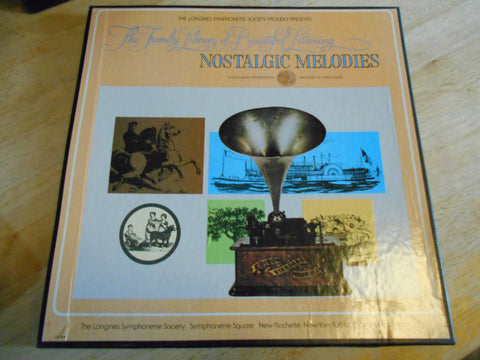 THE LONGINES SYMPHONETTE SOCIETY PROUDLY PRESENTS
The Family Library of Beautiful Listening
NOSTALGIC MELODIES
The Longines Symphonette Society Symphonette Square New Rochelle, New York